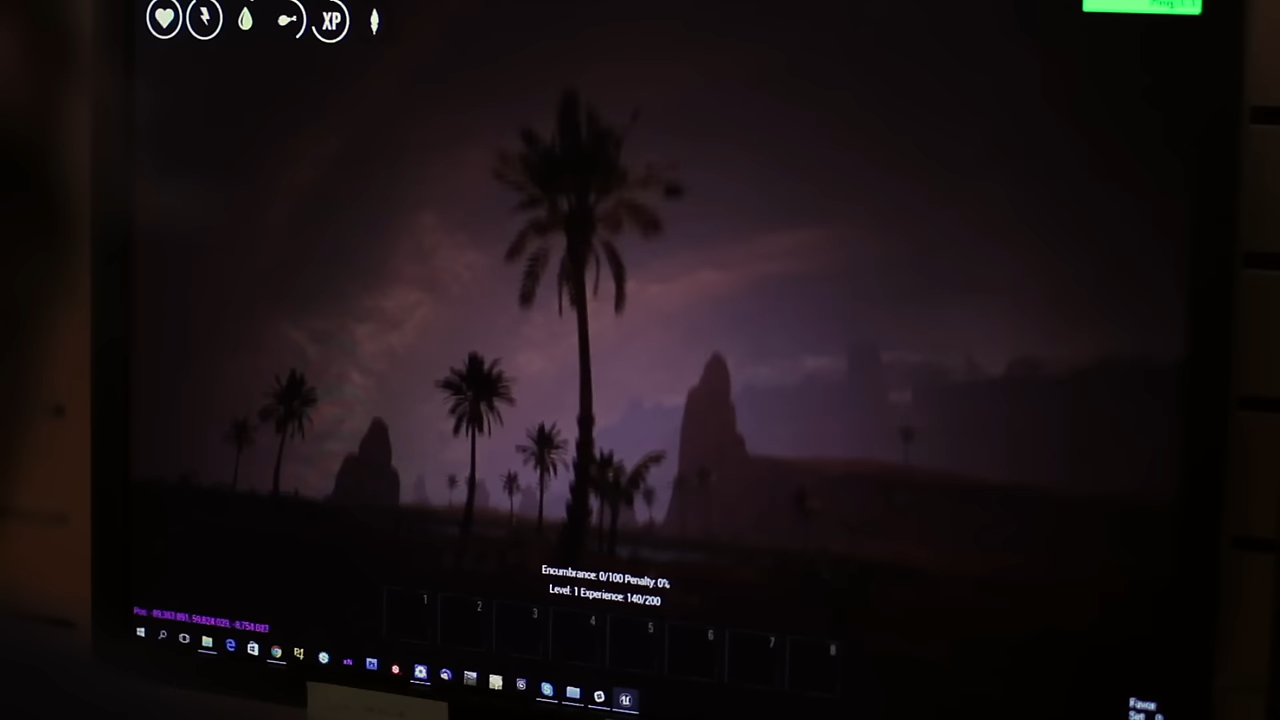 XP
Encumbrance: 0/100 Penalty: 0%
Level: 1 Experience: 140/200
1 2 3 4 5 6 7 8
Favor